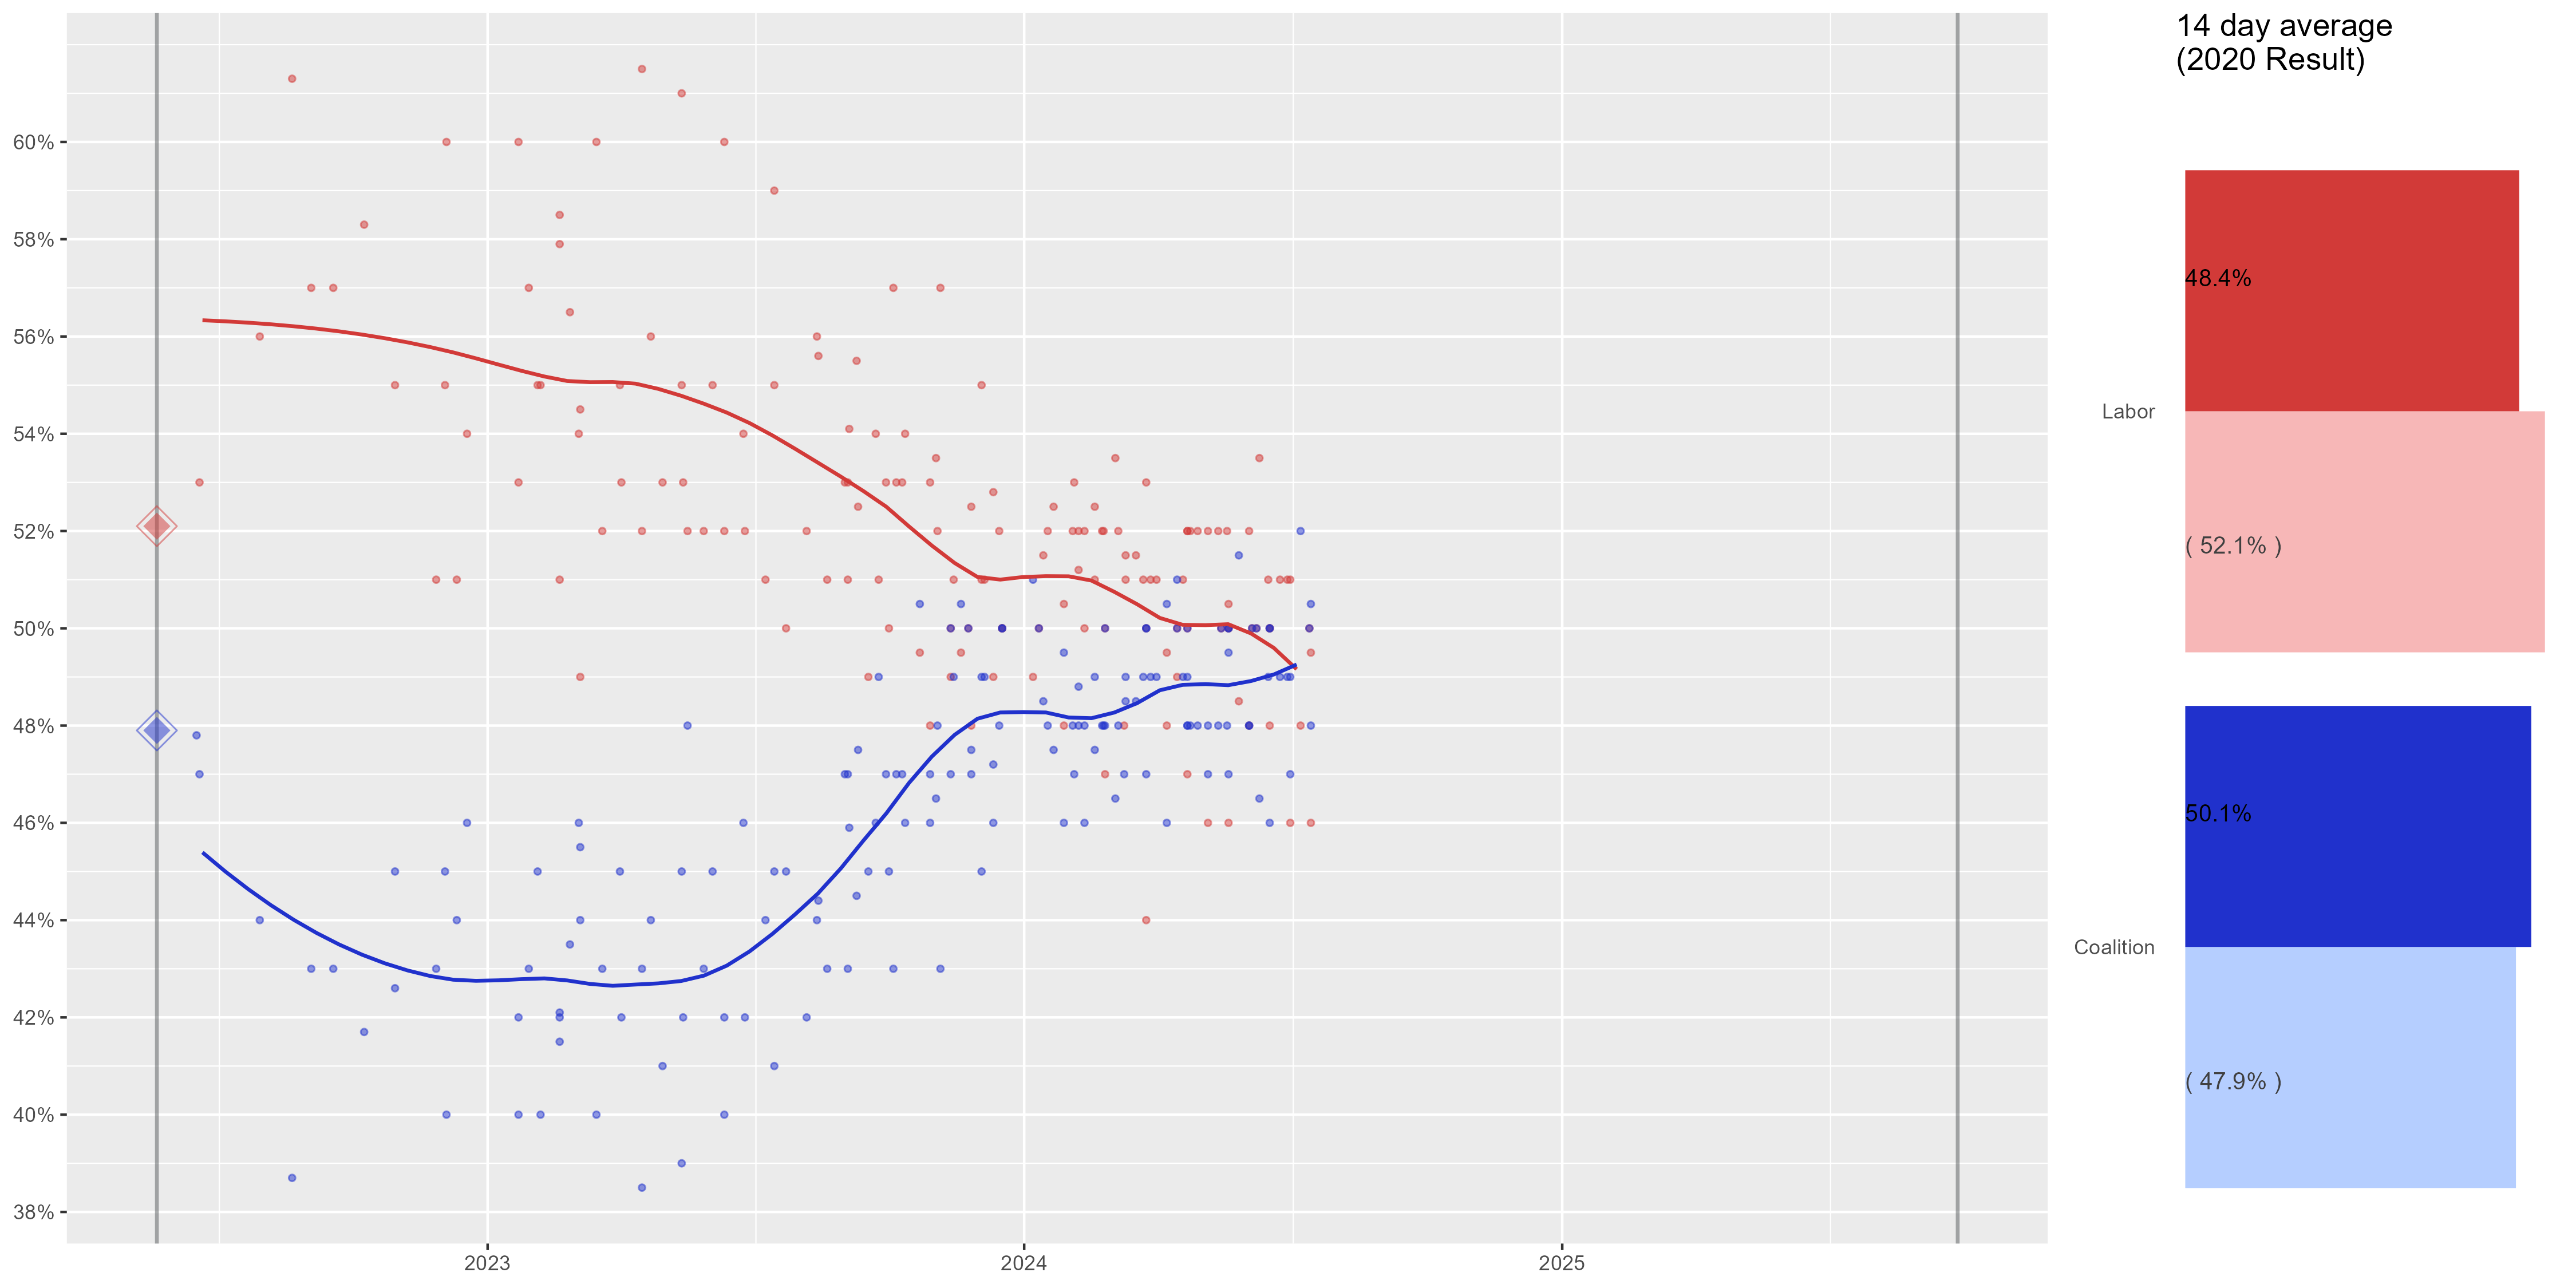 14 day average
(2020 Result)
60%
58%
56%
54%
52%
50%
48%
46%
44%
42%
40%
38%
2023
2024
2025
Labor
48.4%
( 52.1% )
Coalition
50.1%
( 47.9% )